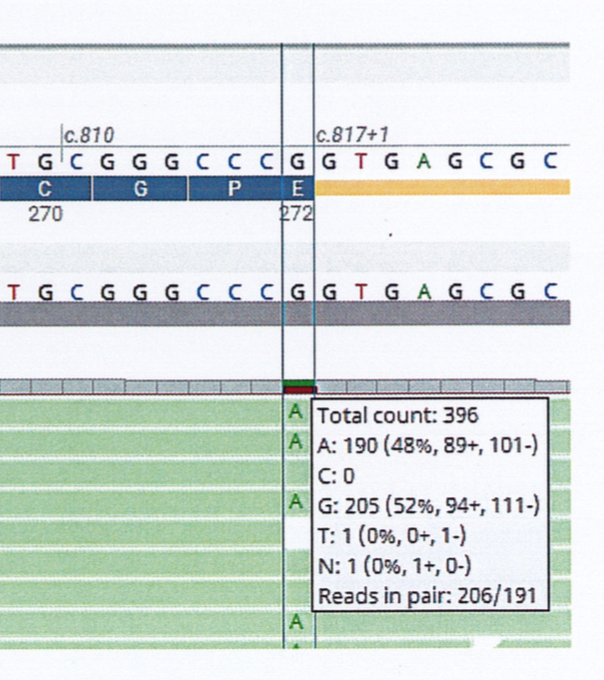 c.810 c.817+1
T G C G G G C C C G G T G A G C G C
C G P E
270 272
T G C G G G C C C G G T G A G C G C
A
A
A
A
A
Total count: 396
A: 190 (48%, 89+, 101-)
C: 0
G: 205 (52%, 94+, 111-)
T: 1 (0%, 0+, 1-)
N: 1 (0%, 1+, 0-)
Reads in pair: 206/191